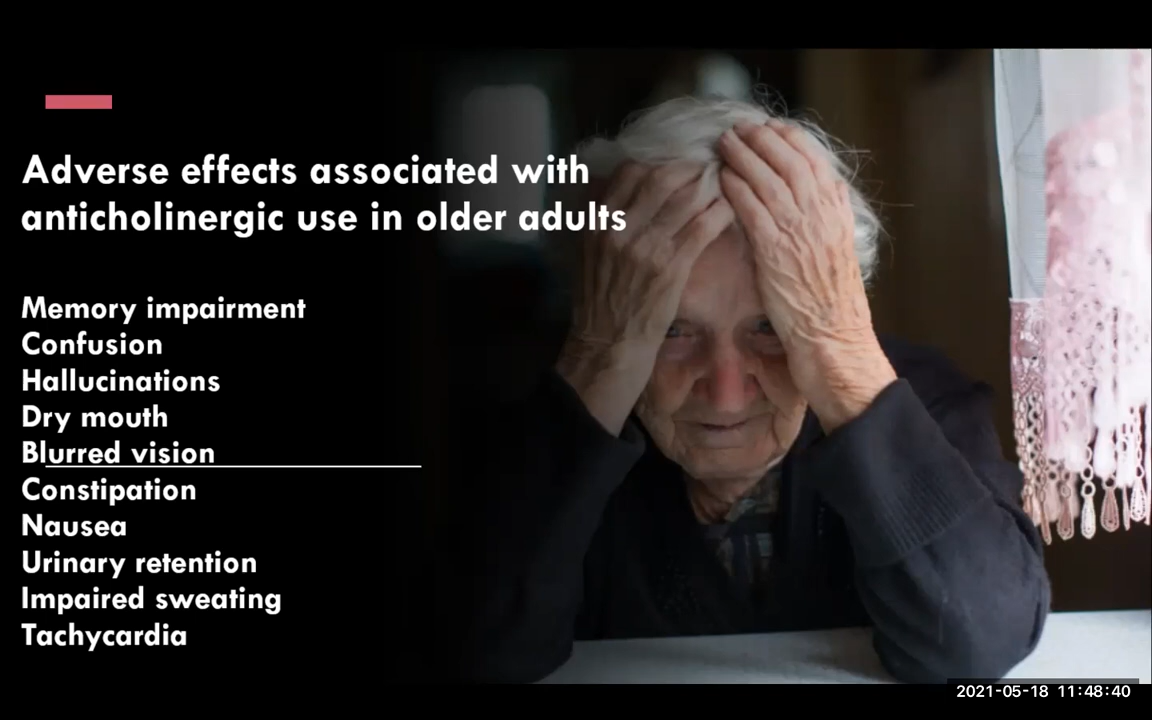 Adverse effects associated with
anticholinergic use in older adults
Memory impairment
Confusion
Hallucinations
Dry mouth
Blurred vision
Constipation
Nausea
Urinary retention
Impaired sweating
Tachycardia
2021-05-18 11:48:40